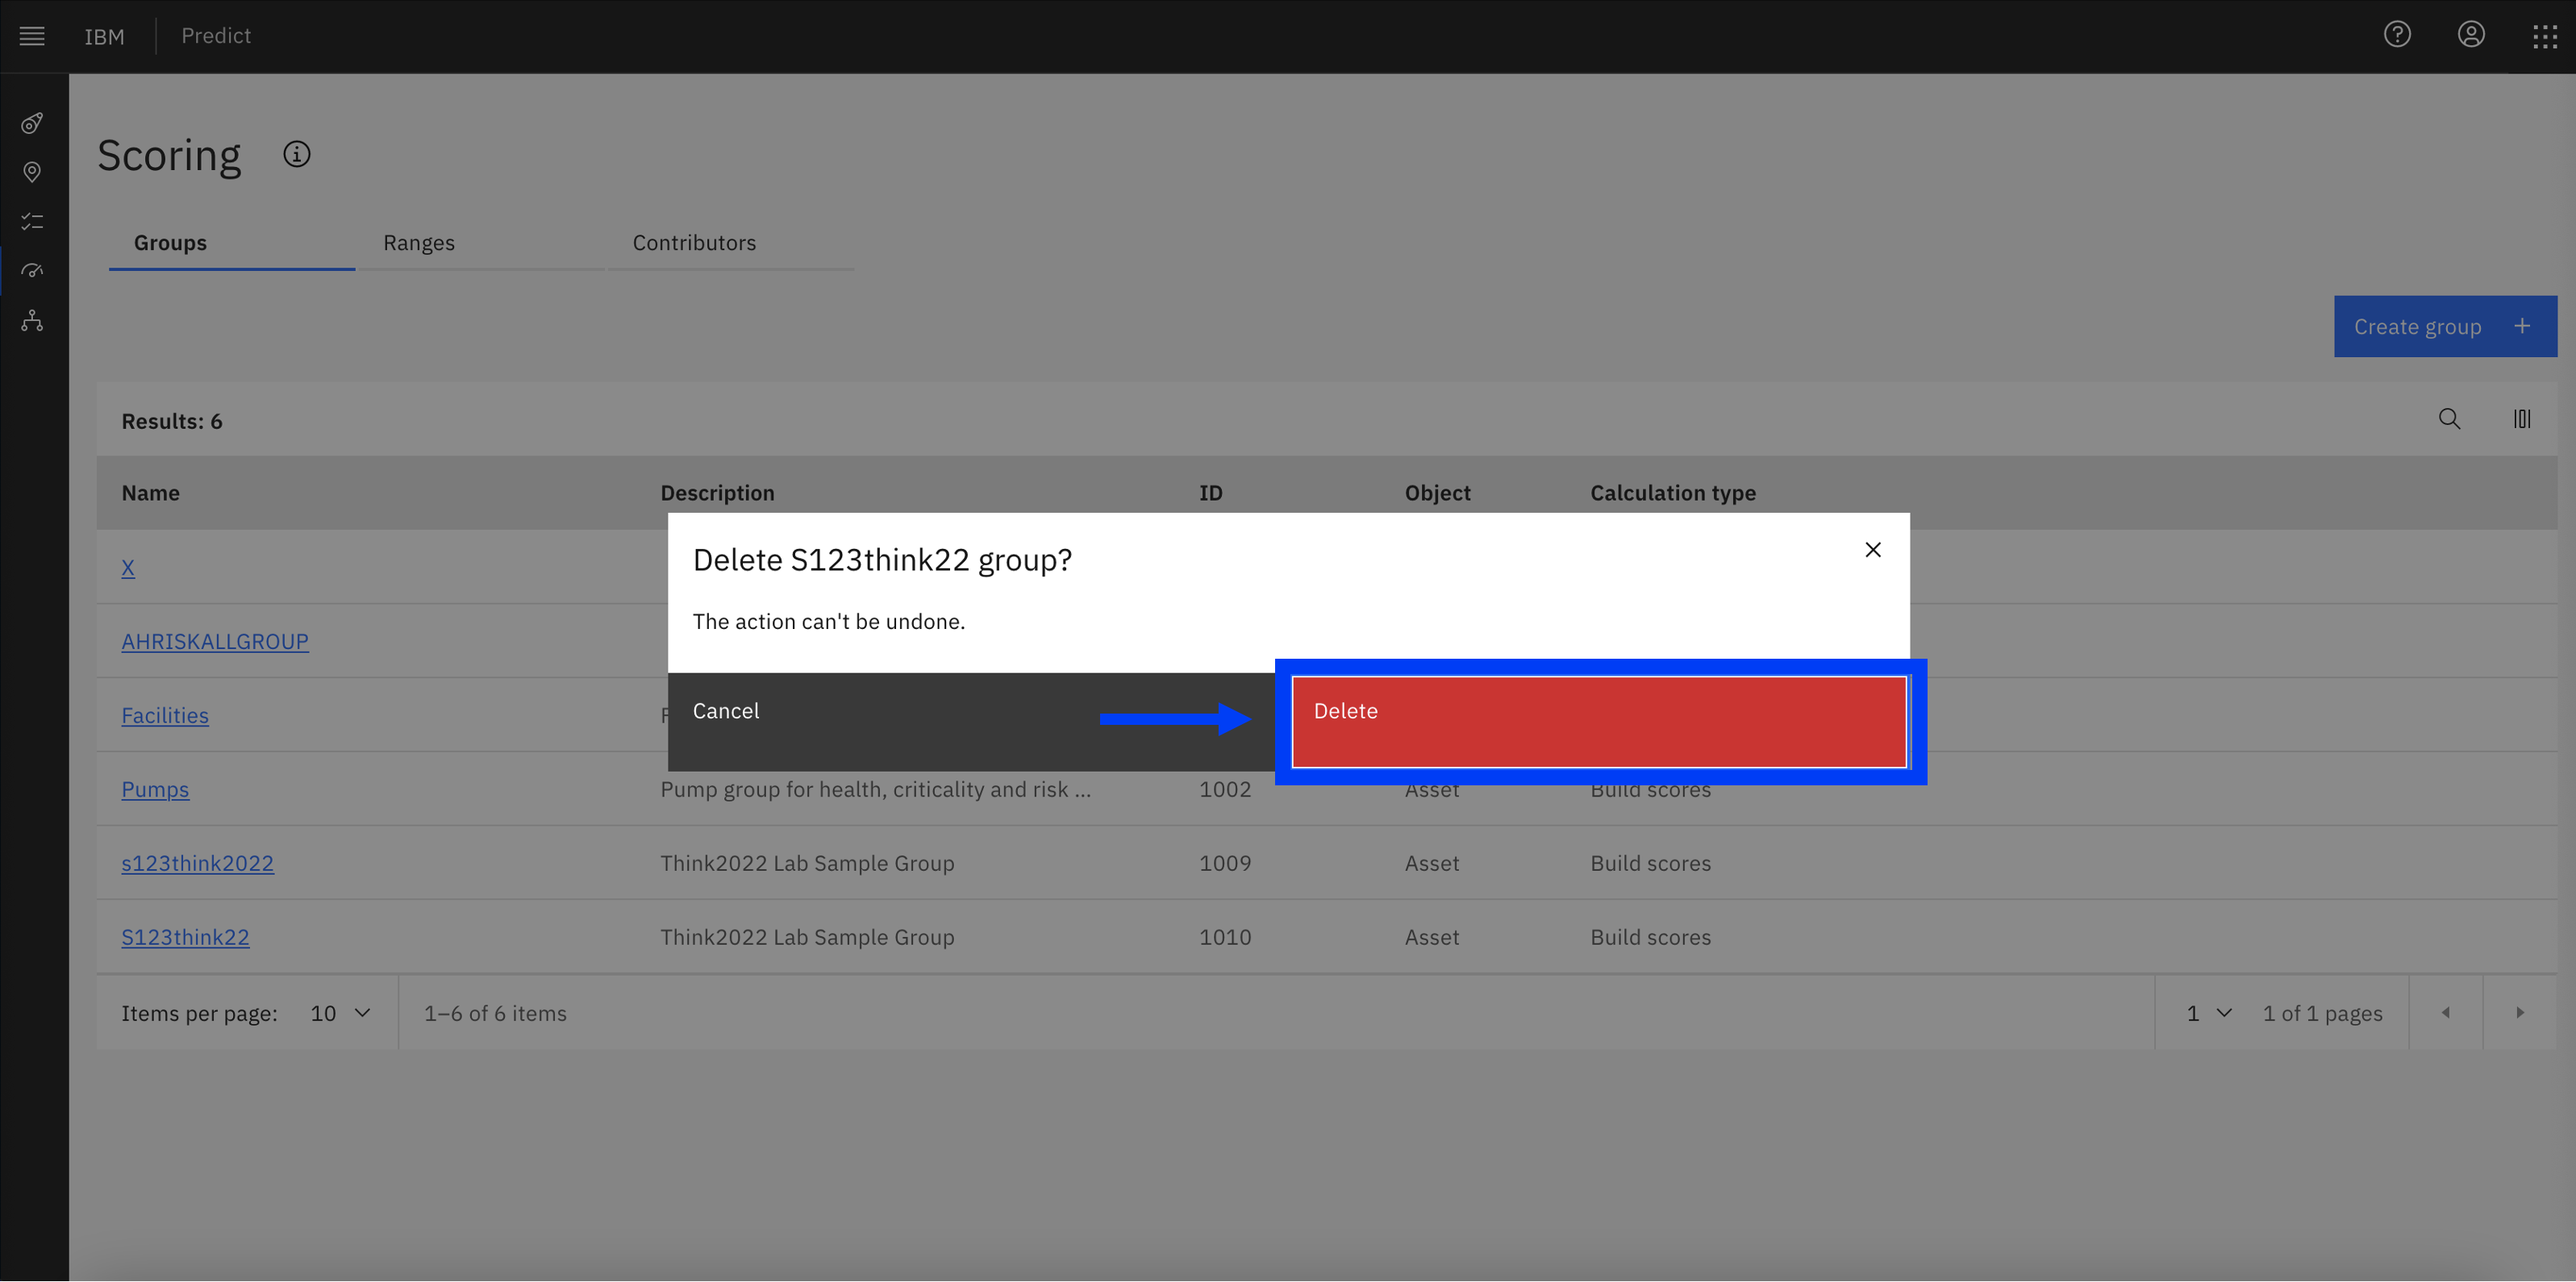 IBM Predict
Scoring
Groups Ranges Contributors
Create group
Results: 6
Name Description ID Object Calculation type
X
Delete S123think22 group?
The action can't be undone.
AHRISKALLGROUP
Facilities
Cancel Delete
Pumps Pump group for health, criticality and risk ... 1002 Asset Build scores
s123think2022 Think2022 Lab Sample Group 1009 Asset Build scores
S123think22 Think2022 Lab Sample Group 1010 Asset Build scores
Items per page: 10 1–6 of 6 items 1 1 of 1 pages